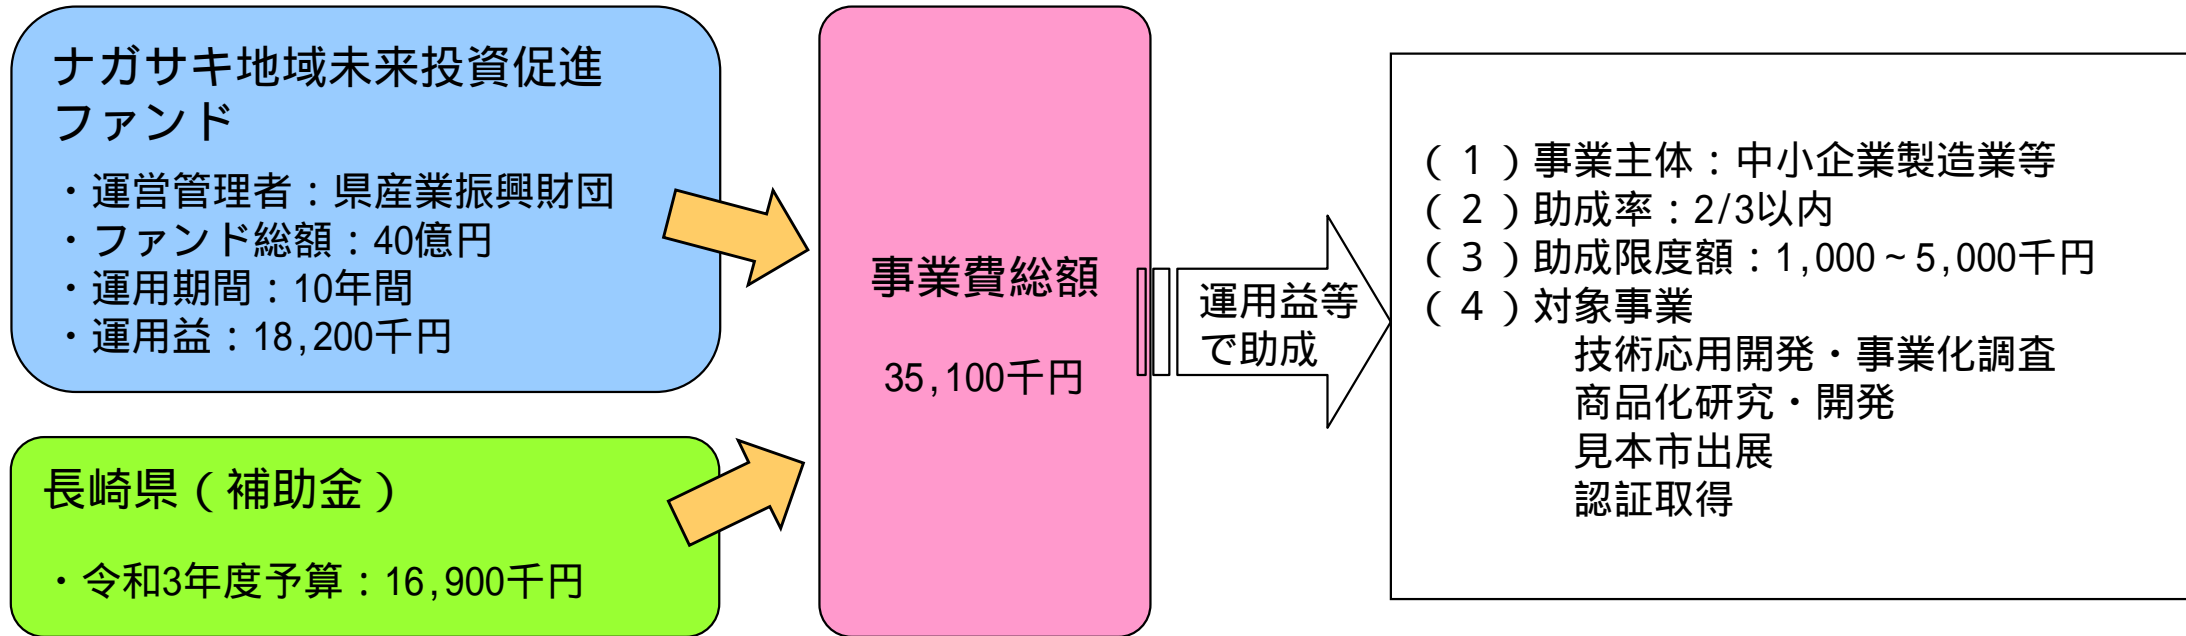 ナガサキ地域未来投資促進
ファンド
・運営管理者：県産業振興財団
・ファンド総額：40億円
・運用期間：10年間
・運用益：18,200千円
長崎県（補助金）
・令和3年度予算：16,900千円
事業費総額
35,100千円
運用益等
で助成
（1）事業主体：中小企業製造業等
（2）助成率：2/3以内
（3）助成限度額：1,000～5,000千円
（4）対象事業
技術応用開発・事業化調査
商品化研究・開発
見本市出展
認証取得